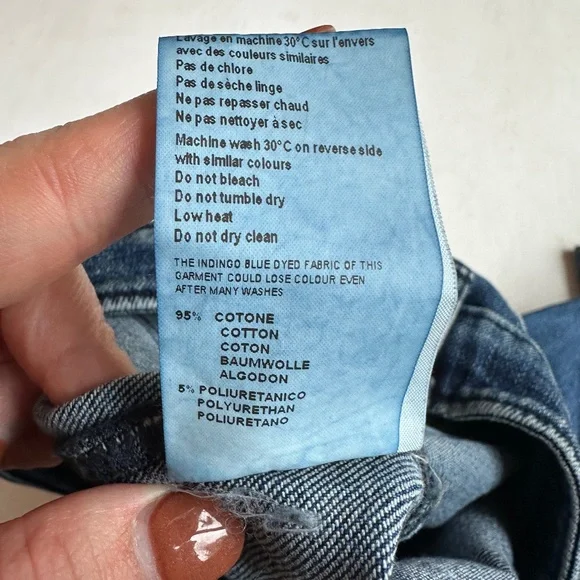 Lavage en machine 30°C sur l'envers
avec des couleurs similaires
Pas de chlore
Pas de sèche linge
Ne pas repasser chaud
Ne pas nettoyer à sec
Machine wash 30°C on reverse side
with similar colours
Do not bleach
Do not tumble dry
Low heat
Do not dry clean
THE INDINGO BLUE DYED FABRIC OF THIS
GARMENT COULD LOSE COLOUR EVEN
AFTER MANY WASHES
95% COTONE
COTTON
COTON
BAUMWOLLE
ALGODON
5% POLIURETANICO
POLYURETHAN
POLIURETANO